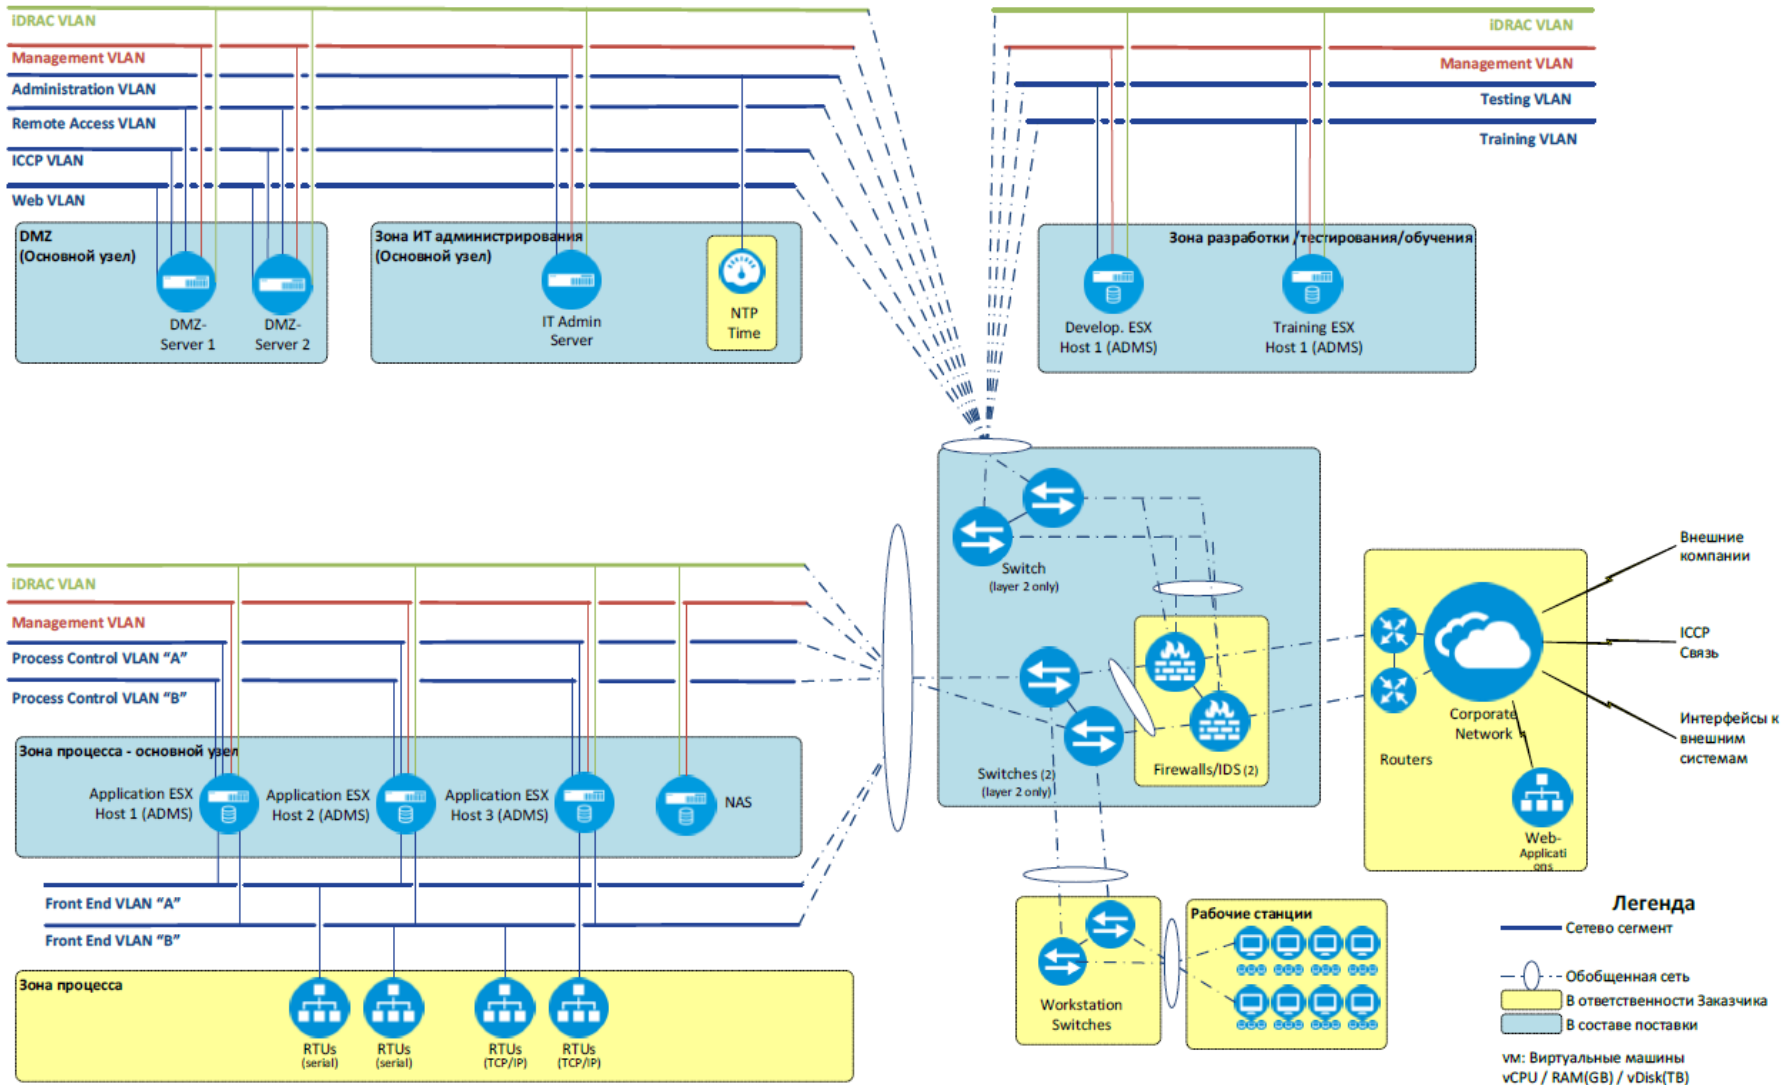 iDRAC VLAN
Management VLAN
Administration VLAN
Remote Access VLAN
ICCP VLAN
Web VLAN
DMZ
(Основной узел)
DMZ-
Server 1
DMZ-
Server 2
Зона ИТ администрирования
(Основной узел)
IT Admin
Server
NTP
Time
iDRAC VLAN
Management VLAN
Testing VLAN
Training VLAN
Зона разработки /тестирования/обучения
Develop. ESX
Host 1 (ADMS)
Training ESX
Host 1 (ADMS)
Switch
(layer 2 only)
Switches (2)
(layer 2 only)
Firewalls/IDS (2)
Routers
Corporate
Network
Web-
Applicati
ons
Внешние
компании
ICCP
Связь
Интерфейсы к
внешним
системам
iDRAC VLAN
Management VLAN
Process Control VLAN “A”
Process Control VLAN “B”
Зона процесса - основной узел
Application ESX
Host 1 (ADMS)
Application ESX
Host 2 (ADMS)
Application ESX
Host 3 (ADMS)
NAS
Front End VLAN “A”
Front End VLAN “B”
Зона процесса
RTUs
(serial)
RTUs
(serial)
RTUs
(TCP/IP)
RTUs
(TCP/IP)
Workstation
Switches
Рабочие станции
Легенда
Сетево сегмент
Обобщенная сеть
В ответственности Заказчика
В составе поставки
VM: Виртуальные машины
vCPU / RAM(GB) / vDisk(TB)